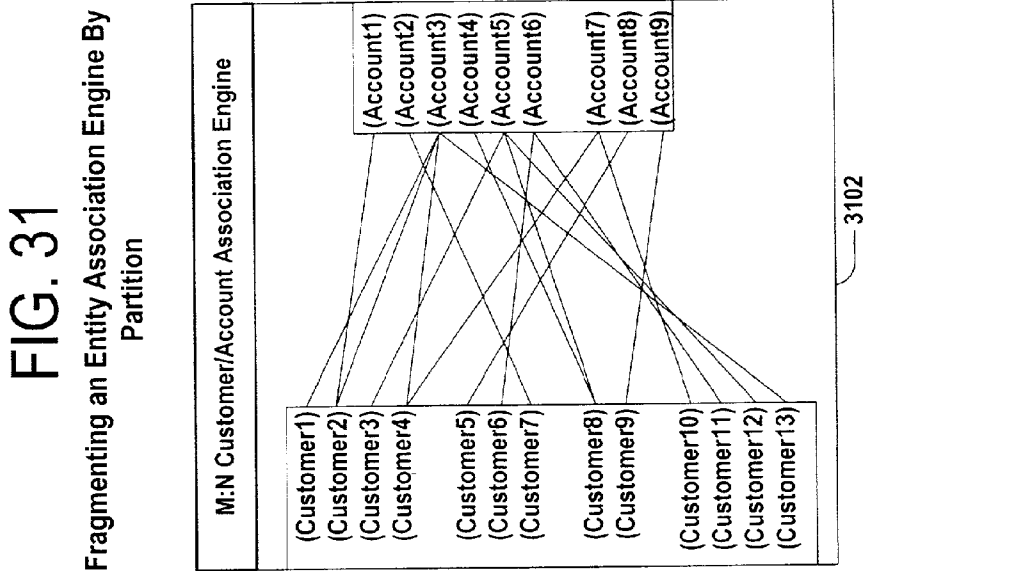 FIG. 31
Fragmenting an Entity Association Engine By
Partition
M:N Customer/Account Association Engine
(Customer1)
(Customer2)
(Customer3)
(Customer4)
(Customer5)
(Customer6)
(Customer7)
(Customer8)
(Customer9)
(Customer10)
(Customer11)
(Customer12)
(Customer13)
(Account1)
(Account2)
(Account3)
(Account4)
(Account5)
(Account6)
(Account7)
(Account8)
(Account9)
3102